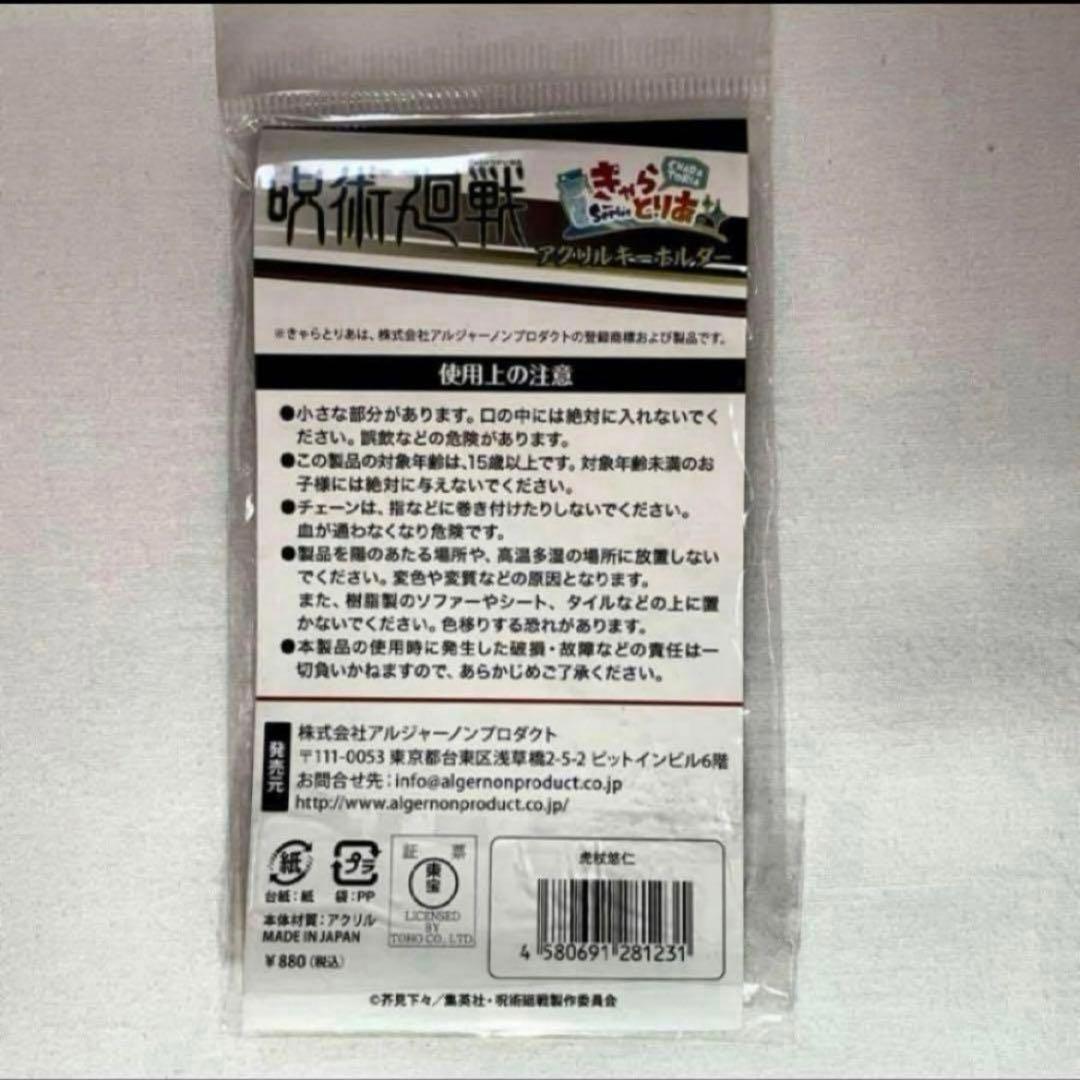 呪術廻戦
CHARA TORIA
ぎゃらとりあ
アクリルキーホルダー
※きゃらとりあは、株式会社アルジャーノンプロダクトの登録商標および製品です。
使用上の注意
●小さな部分があります。口の中には絶対に入れないでく
ださい。誤飲などの危険があります。
●この製品の対象年齢は、15歳以上です。対象年齢未満のお
子様には絶対に与えないでください。
●チェーンは、指などに巻き付けたりしないでください。
血が通わなくなり危険です。
●製品を陽のあたる場所や、高温多湿の場所に放置しない
でください。変色や変質などの原因となります。
また、樹脂製のソファーやシート、タイルなどの上に置
かないでください。色移りする恐れがあります。
●本製品の使用時に発生した破損・故障などの責任は一
切負いかねますので、あらかじめご了承ください。
発売元
株式会社アルジャーノンプロダクト
〒111-0053 東京都台東区浅草橋2-5-2 ビットインビル6階
お問合せ先：info@algernonproduct.co.jp
http://www.algernonproduct.co.jp/
紙
台紙：紙
プラ
袋：PP
本体材質：アクリル
MADE IN JAPAN
￥880（税込）
証 票
東宝
LICENSED
BY
TOHO CO., LTD.
虎杖悠仁
4 580691 281231
©芥見下々／集英社・呪術廻戦製作委員会